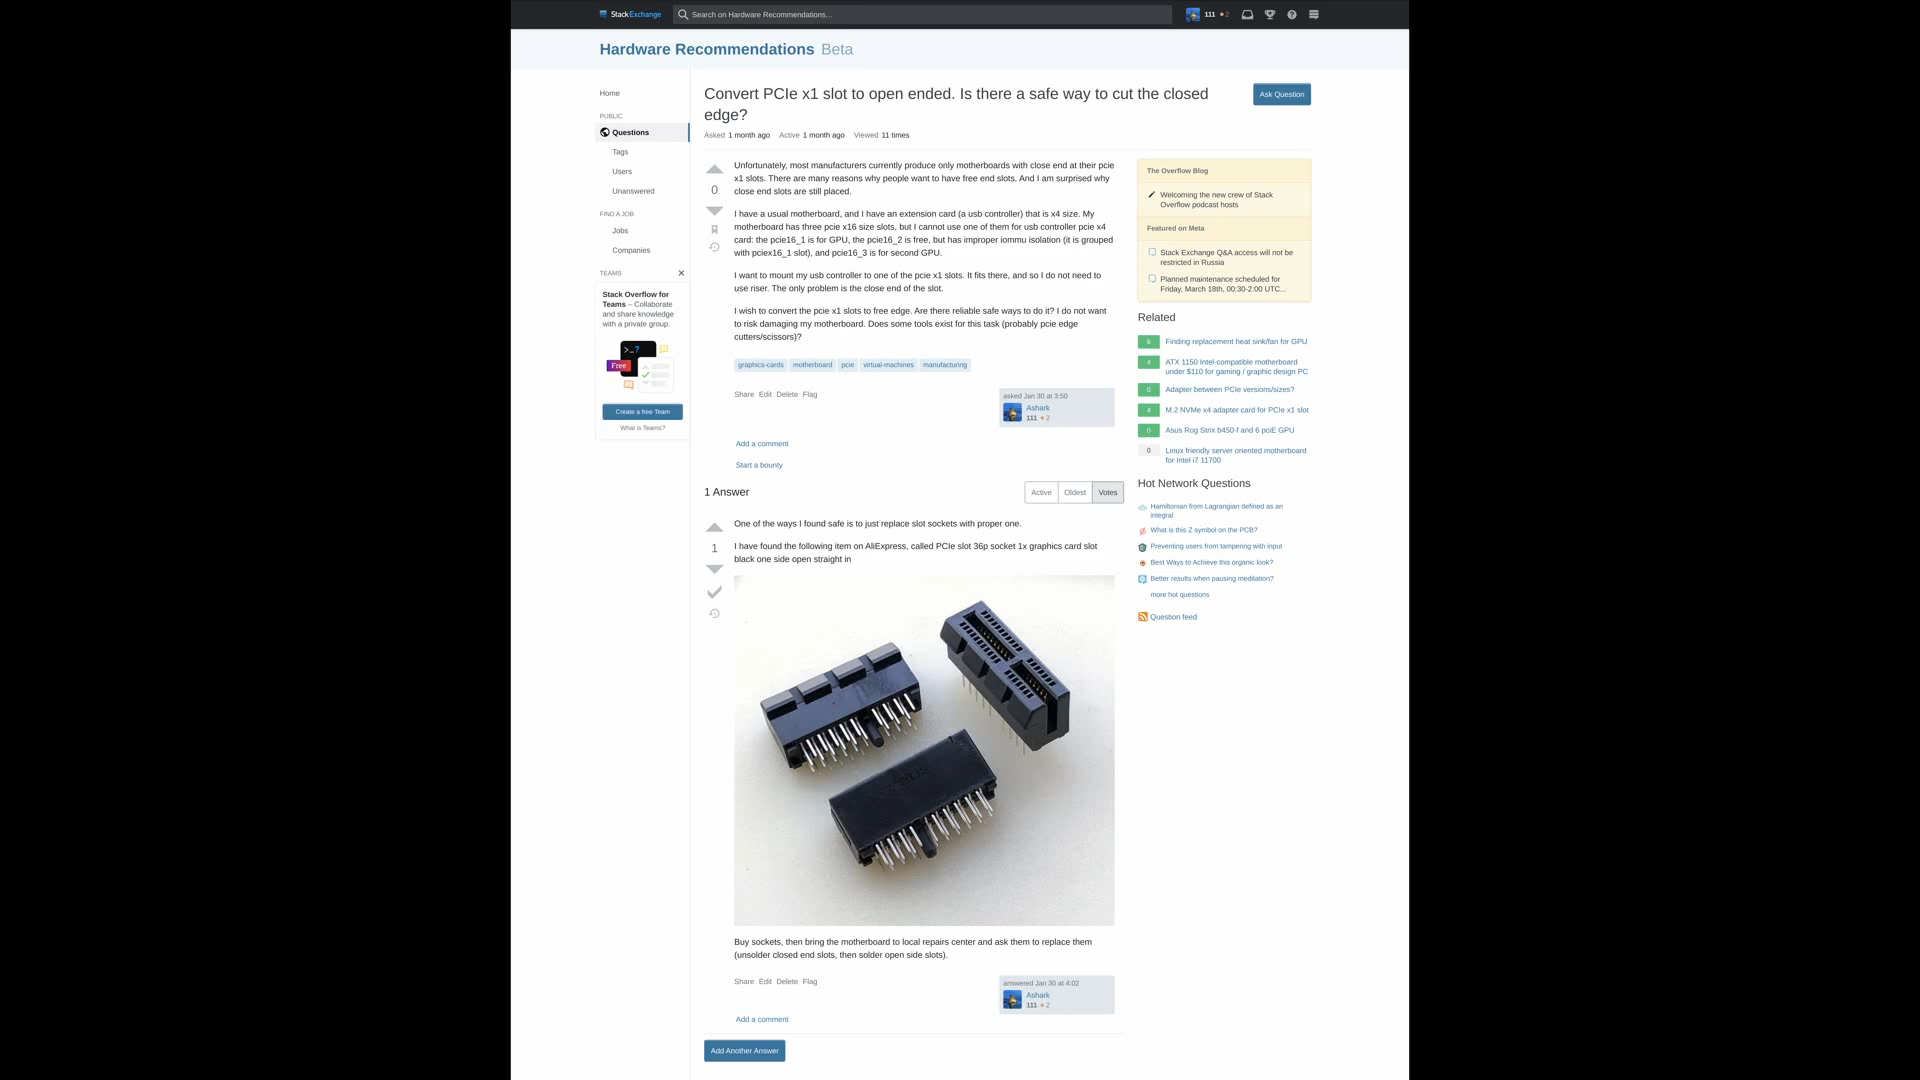 StackExchange
Search on Hardware Recommendations...
111 2
Hardware Recommendations Beta
Home
PUBLIC
Questions
Tags
Users
Unanswered
FIND A JOB
Jobs
Companies
TEAMS
Stack Overflow for
Teams – Collaborate
and share knowledge
with a private group.
>_?
Free
Create a free Team
What is Teams?
Convert PCIe x1 slot to open ended. Is there a safe way to cut the closed
edge?
Ask Question
Asked 1 month ago Active 1 month ago Viewed 11 times
0
Unfortunately, most manufacturers currently produce only motherboards with close end at their pcie
x1 slots. There are many reasons why people want to have free end slots. And I am surprised why
close end slots are still placed.
I have a usual motherboard, and I have an extension card (a usb controller) that is x4 size. My
motherboard has three pcie x16 size slots, but I cannot use one of them for usb controller pcie x4
card: the pcie16_1 is for GPU, the pcie16_2 is free, but has improper iommu isolation (it is grouped
with pciex16_1 slot), and pcie16_3 is for second GPU.
I want to mount my usb controller to one of the pcie x1 slots. It fits there, and so I do not need to
use riser. The only problem is the close end of the slot.
I wish to convert the pcie x1 slots to free edge. Are there reliable safe ways to do it? I do not want
to risk damaging my motherboard. Does some tools exist for this task (probably pcie edge
cutters/scissors)?
graphics-cards motherboard pcie virtual-machines manufacturing
Share Edit Delete Flag
asked Jan 30 at 3:50
Ashark
111 2
Add a comment
Start a bounty
1 Answer
Active Oldest Votes
1
One of the ways I found safe is to just replace slot sockets with proper one.
I have found the following item on AliExpress, called PCIe slot 36p socket 1x graphics card slot
black one side open straight in
Buy sockets, then bring the motherboard to local repairs center and ask them to replace them
(unsolder closed end slots, then solder open side slots).
Share Edit Delete Flag
answered Jan 30 at 4:02
Ashark
111 2
Add a comment
Add Another Answer
The Overflow Blog
Welcoming the new crew of Stack
Overflow podcast hosts
Featured on Meta
Stack Exchange Q&A access will not be
restricted in Russia
Planned maintenance scheduled for
Friday, March 18th, 00:30-2:00 UTC...
Related
6 Finding replacement heat sink/fan for GPU
4 ATX 1150 Intel-compatible motherboard
under $110 for gaming / graphic design PC
0 Adapter between PCIe versions/sizes?
4 M.2 NVMe x4 adapter card for PCIe x1 slot
0 Asus Rog Strix b450-f and 6 pciE GPU
0 Linux friendly server oriented motherboard
for Intel i7 11700
Hot Network Questions
Hamiltonian from Lagrangian defined as an
integral
What is this Z symbol on the PCB?
Preventing users from tampering with input
Best Ways to Achieve this organic look?
Better results when pausing meditation?
more hot questions
Question feed